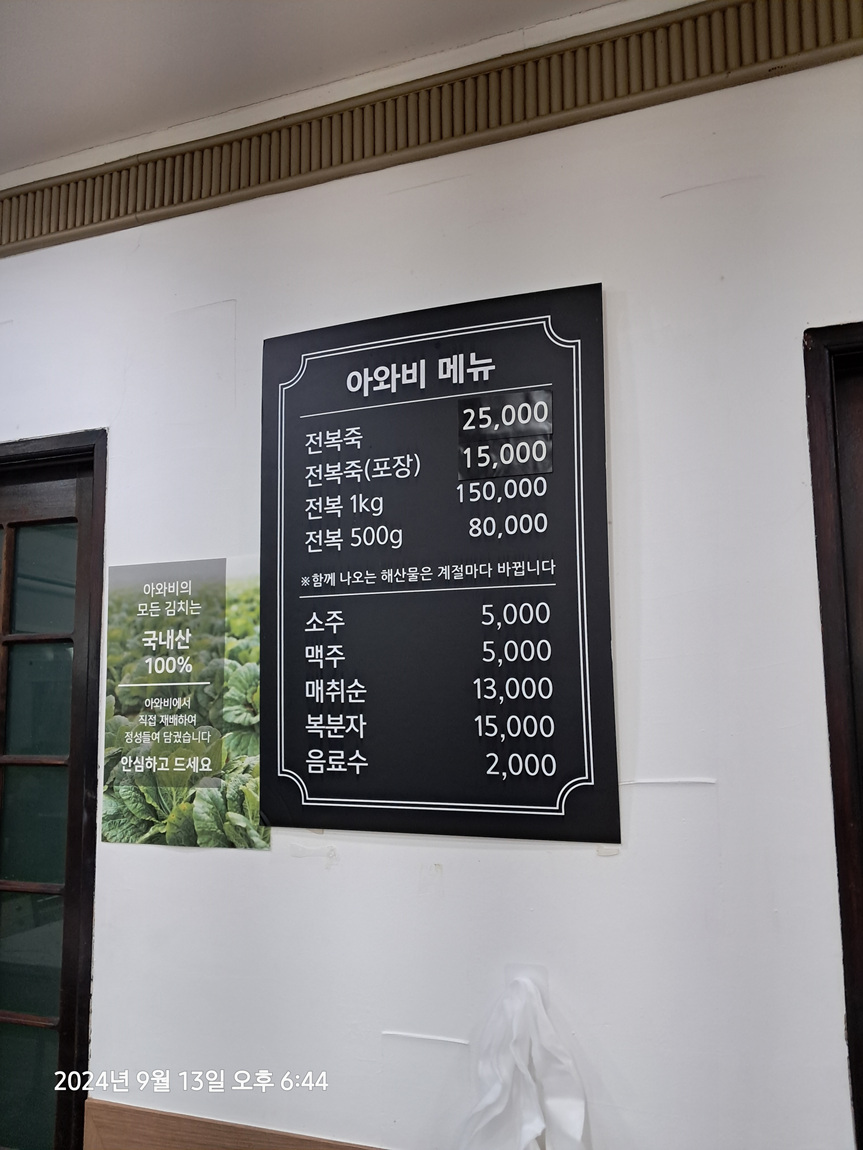 아와비 메뉴
전복죽 25,000
전복죽(포장) 15,000
전복 1kg 150,000
전복 500g 80,000
※함께 나오는 해산물은 계절마다 바뀝니다
소주 5,000
맥주 5,000
매취순 13,000
복분자 15,000
음료수 2,000
아와비의
모든 김치는
국내산
100%
아와비에서
직접 재배하여
정성들여 담궜습니다
안심하고 드세요
2024년 9월 13일 오후 6:44